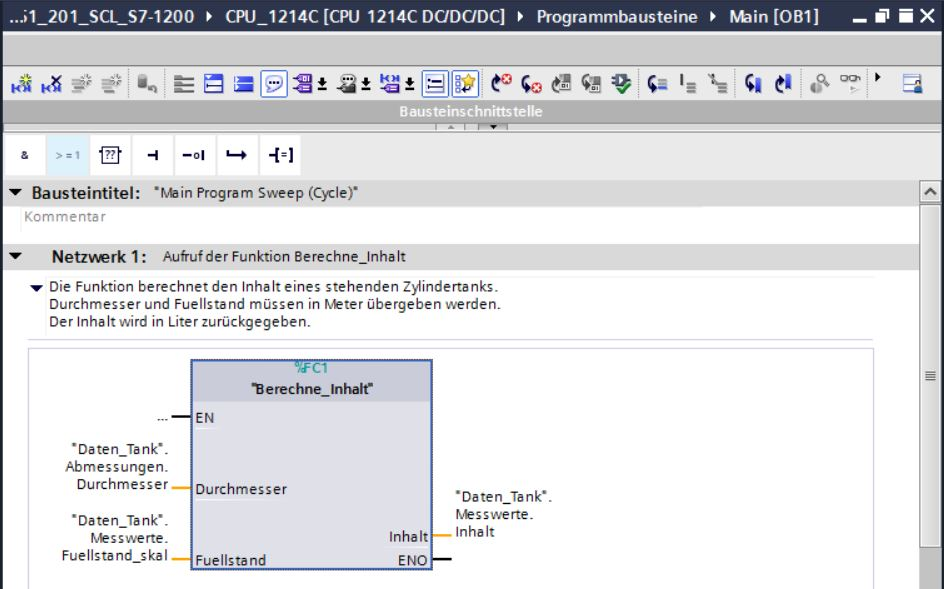 ...51_201_SCL_S7-1200 ▸ CPU_1214C [CPU 1214C DC/DC/DC] ▸ Programmbausteine ▸ Main [OB1]
Bausteinschnittstelle
& >=1 ??
Bausteintitel: "Main Program Sweep (Cycle)"
Kommentar
Netzwerk 1: Aufruf der Funktion Berechne_Inhalt
Die Funktion berechnet den Inhalt eines stehenden Zylindertanks.
Durchmesser und Fuellstand müssen in Meter übergeben werden.
Der Inhalt wird in Liter zurückgegeben.
%FC1
"Berechne_Inhalt"
... EN
"Daten_Tank".
Abmessungen.
Durchmesser Durchmesser
"Daten_Tank".
Messwerte.
Fuellstand_skal Fuellstand
"Daten_Tank".
Messwerte.
Inhalt Inhalt
ENO